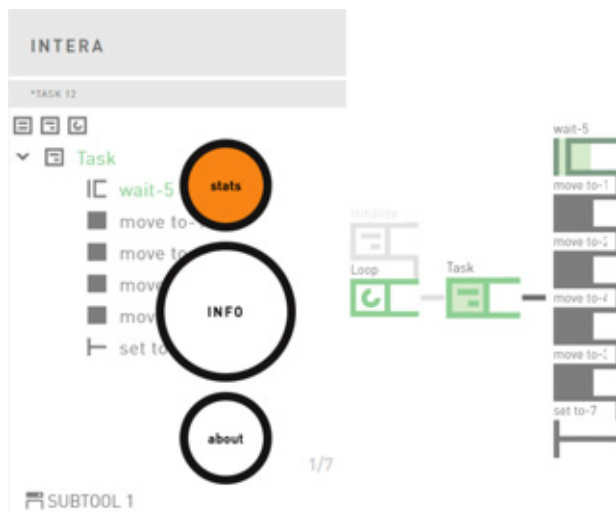 INTERA
*TASK 12
Task
wait-5
move to-
move to
move
mov
set to
stats
INFO
about
1/7
SUBTOOL 1
Initialize
Loop
Task
wait-5
move to-1
move to-2
move to-4
move to-3
set to-7